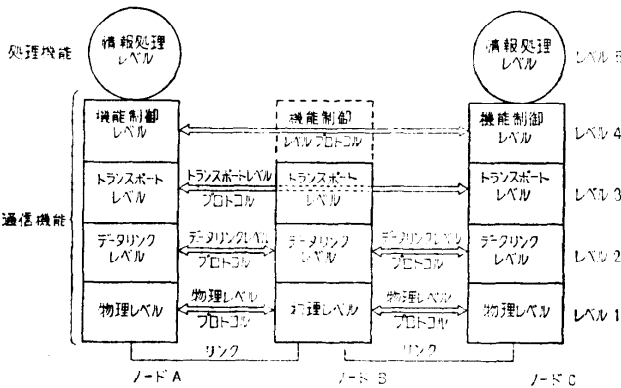 処理機能
情報処理
レベル
情報処理
レベル
レベル 5
機能制御
レベル
機能制御
レベルプロトコル
機能制御
レベル
レベル 4
通信機能
トランスポート
レベル
トランスポートレベル
プロトコル
トランスポート
レベル
トランスポート
レベル
レベル 3
データリンク
レベル
データリンクレベル
プロトコル
データリンク
レベル
データリンクレベル
プロトコル
データリンク
レベル
レベル 2
物理レベル
物理レベル
プロトコル
物理レベル
物理レベル
プロトコル
物理レベル
レベル 1
リンク
リンク
ノード A
ノード B
ノード C